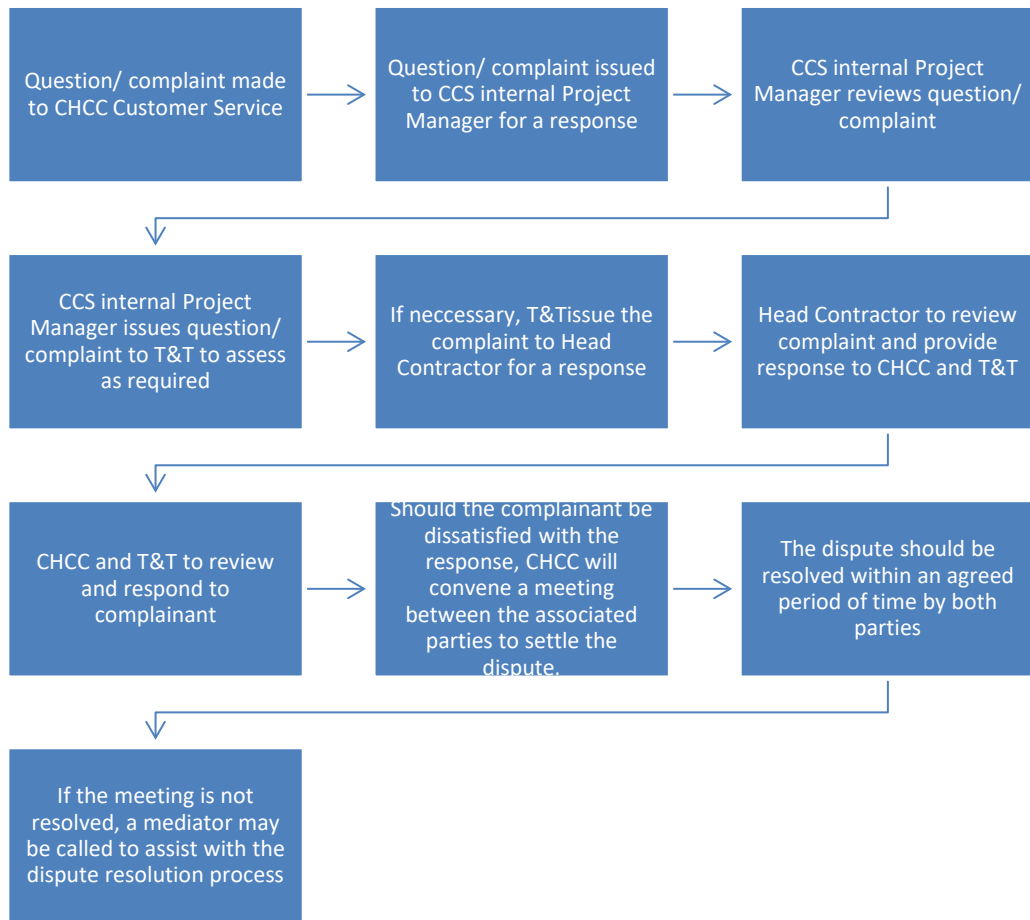 Question/ complaint made
to CHCC Customer Service
Question/ complaint issued
to CCS internal Project
Manager for a response
CCS internal Project
Manager reviews question/
complaint
CCS internal Project
Manager issues question/
complaint to T&T to assess
as required
If neccessary, T&Tissue the
complaint to Head
Contractor for a response
Head Contractor to review
complaint and provide
response to CHCC and T&T
CHCC and T&T to review
and respond to
complainant
Should the complainant be
dissatisfied with the
response, CHCC will
convene a meeting
between the associated
parties to settle the
dispute.
The dispute should be
resolved within an agreed
period of time by both
parties
If the meeting is not
resolved, a mediator may
be called to assist with the
dispute resolution process